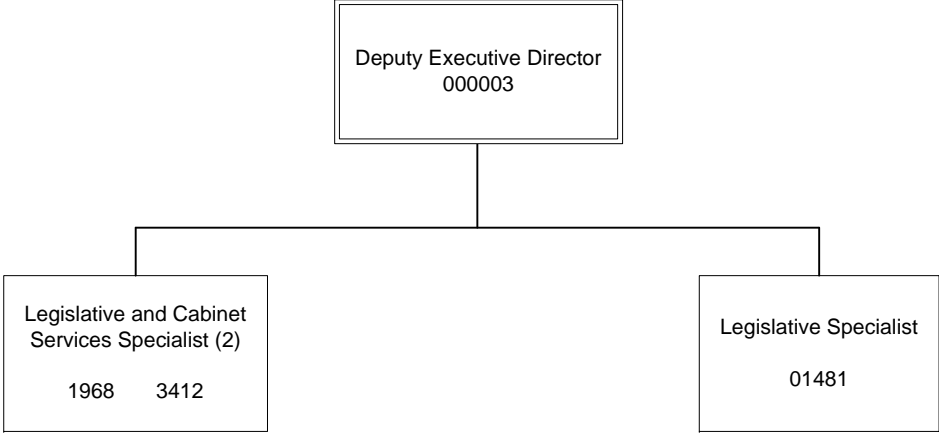 Deputy Executive Director
000003
Legislative and Cabinet
Services Specialist (2)
1968 3412
Legislative Specialist
01481